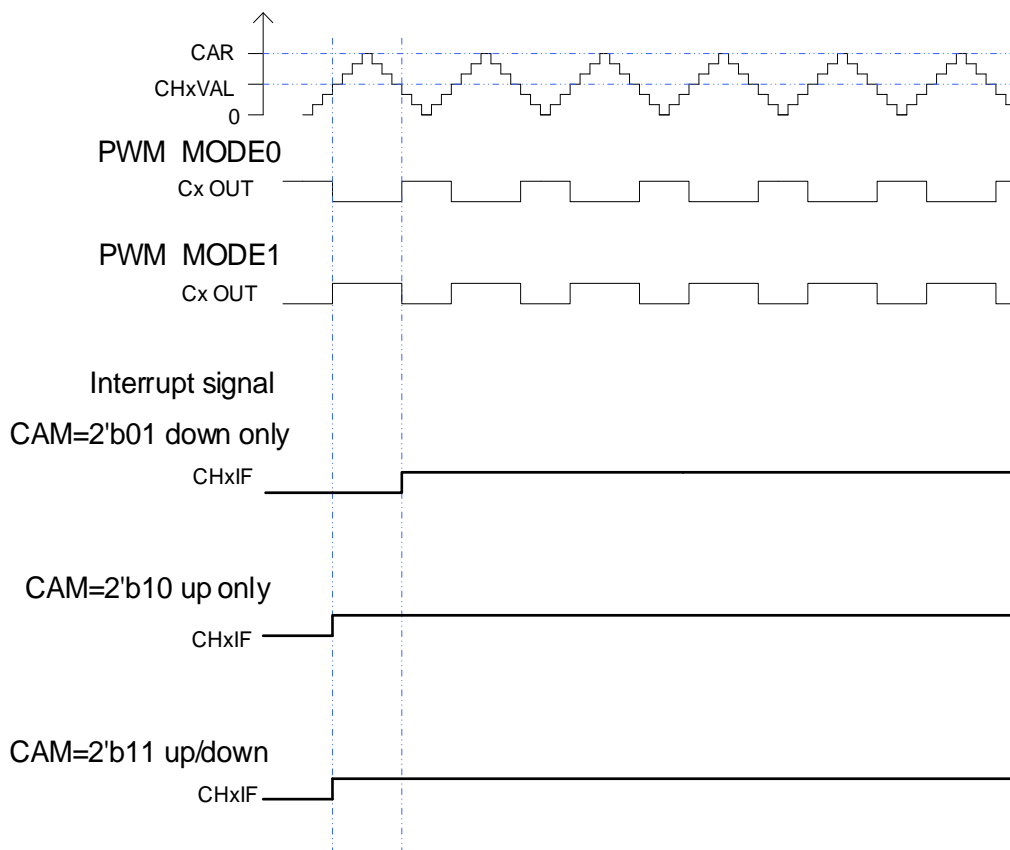 CAR
CHxVAL
0
PWM MODE0
Cx OUT
PWM MODE1
Cx OUT
Interrupt signal
CAM=2'b01 down only
CHxIF
CAM=2'b10 up only
CHxIF
CAM=2'b11 up/down
CHxIF